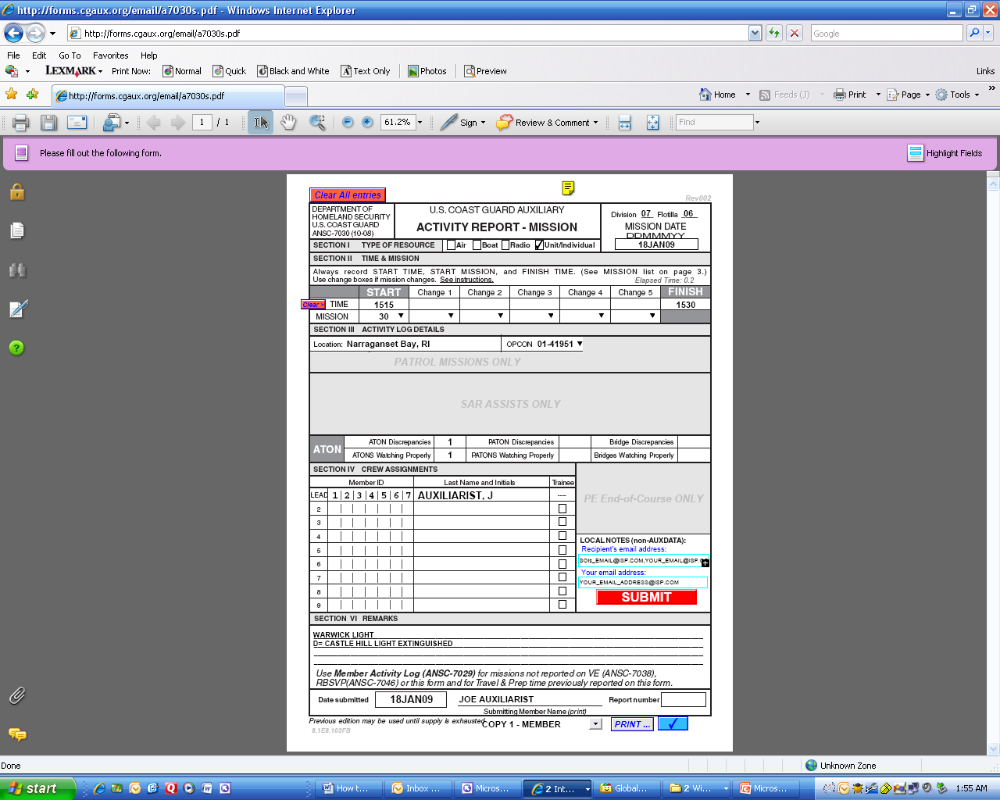 http://forms.cgaux.org/email/a7030s.pdf - Windows Internet Explorer
http://forms.cgaux.org/email/a7030s.pdf
Google
File Edit Go To Favorites Help
LEXMARK Print Now: Normal Quick Black and White Text Only Photos Preview Links
http://forms.cgaux.org/email/a7030s.pdf
Home Feeds (J) Print Page Tools »
1 / 1 61.2% Sign Review & Comment Find
Please fill out the following form. Highlight Fields
Clear All entries
Rev002
DEPARTMENT OF
HOMELAND SECURITY
U.S. COAST GUARD
ANSC-7030 (10-08)
U.S. COAST GUARD AUXILIARY
ACTIVITY REPORT - MISSION
Division 07 Flotilla 06
MISSION DATE
DDMMMYY
18JAN09
SECTION I TYPE OF RESOURCE Air Boat Radio Unit/Individual
SECTION II TIME & MISSION
Always record START TIME, START MISSION, and FINISH TIME. (See MISSION list on page 3.)
Use change boxes if mission changes. See instructions. Elapsed Time: 0.2
START Change 1 Change 2 Change 3 Change 4 Change 5 FINISH
Clear > TIME 1515 1530
MISSION 30
SECTION III ACTIVITY LOG DETAILS
Location: Narraganset Bay, RI OPCON 01-41951
PATROL MISSIONS ONLY
SAR ASSISTS ONLY
ATON
ATON Discrepancies 1 PATON Discrepancies Bridge Discrepancies
ATONS Watching Properly 1 PATONS Watching Properly Bridges Watching Properly
SECTION IV CREW ASSIGNMENTS
Member ID Last Name and Initials Trainee
LEAD 1 2 3 4 5 6 7 AUXILIARIST, J ----
2
3
4
5
6
7
8
9
PE End-of-Course ONLY
LOCAL NOTES (non-AUXDATA):
Recipient's email address:
SOIs_EMAIL@ISP.COM,YOUR_EMAIL@ISP.
Your email address:
YOUR_EMAIL_ADDRESS@ISP.COM
SUBMIT
SECTION VI REMARKS
WARWICK LIGHT
D= CASTLE HILL LIGHT EXTINGUISHED
Use Member Activity Log (ANSC-7029) for missions not reported on VE (ANSC-7038),
RBSVP(ANSC-7046) or this form and for Travel & Prep time previously reported on this form.
Date submitted 18JAN09 JOE AUXILIARIST Report number
Submitting Member Name (print)
Previous edition may be used until supply is exhausted
COPY 1 - MEMBER PRINT ...
8.1E8.103FB
Done Unknown Zone
start How t... Inbox ... Micros... 2 Int... Global... 2 Wi... Micros... 1:55 AM